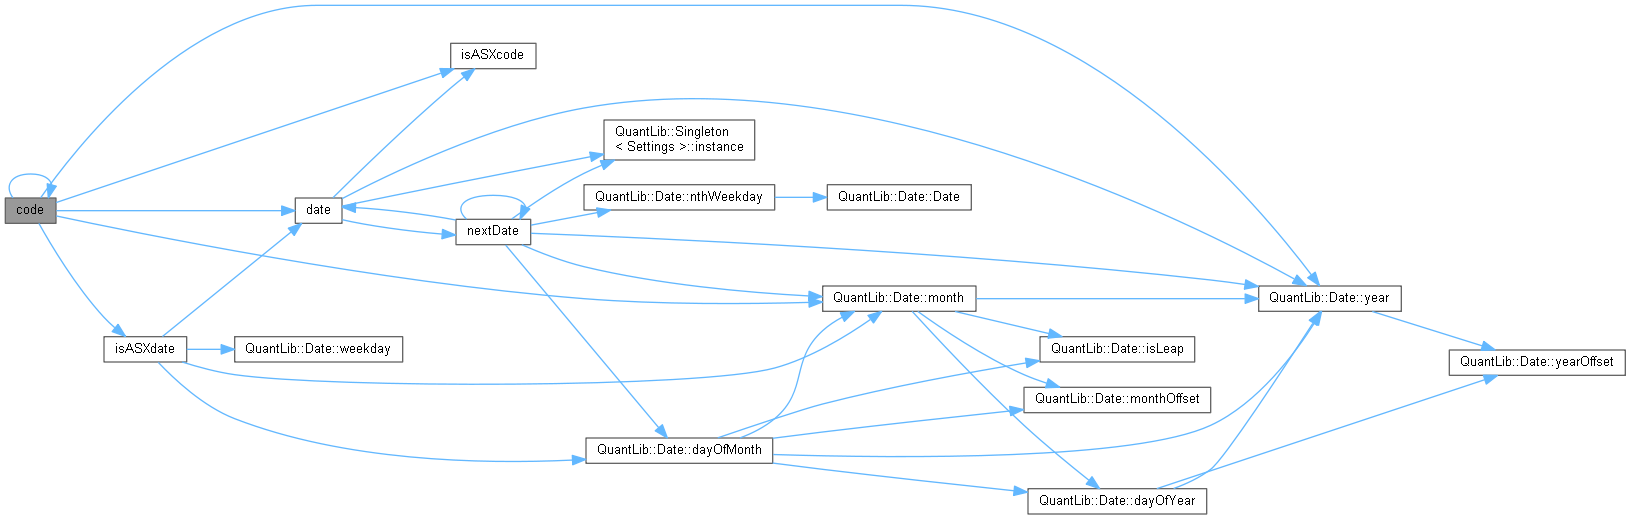 isASXcode
QuantLib::Singleton
< Settings >::instance
QuantLib::Date::nthWeekday
QuantLib::Date::Date
code
date
nextDate
QuantLib::Date::month
QuantLib::Date::year
isASXdate
QuantLib::Date::weekday
QuantLib::Date::isLeap
QuantLib::Date::yearOffset
QuantLib::Date::monthOffset
QuantLib::Date::dayOfMonth
QuantLib::Date::dayOfYear